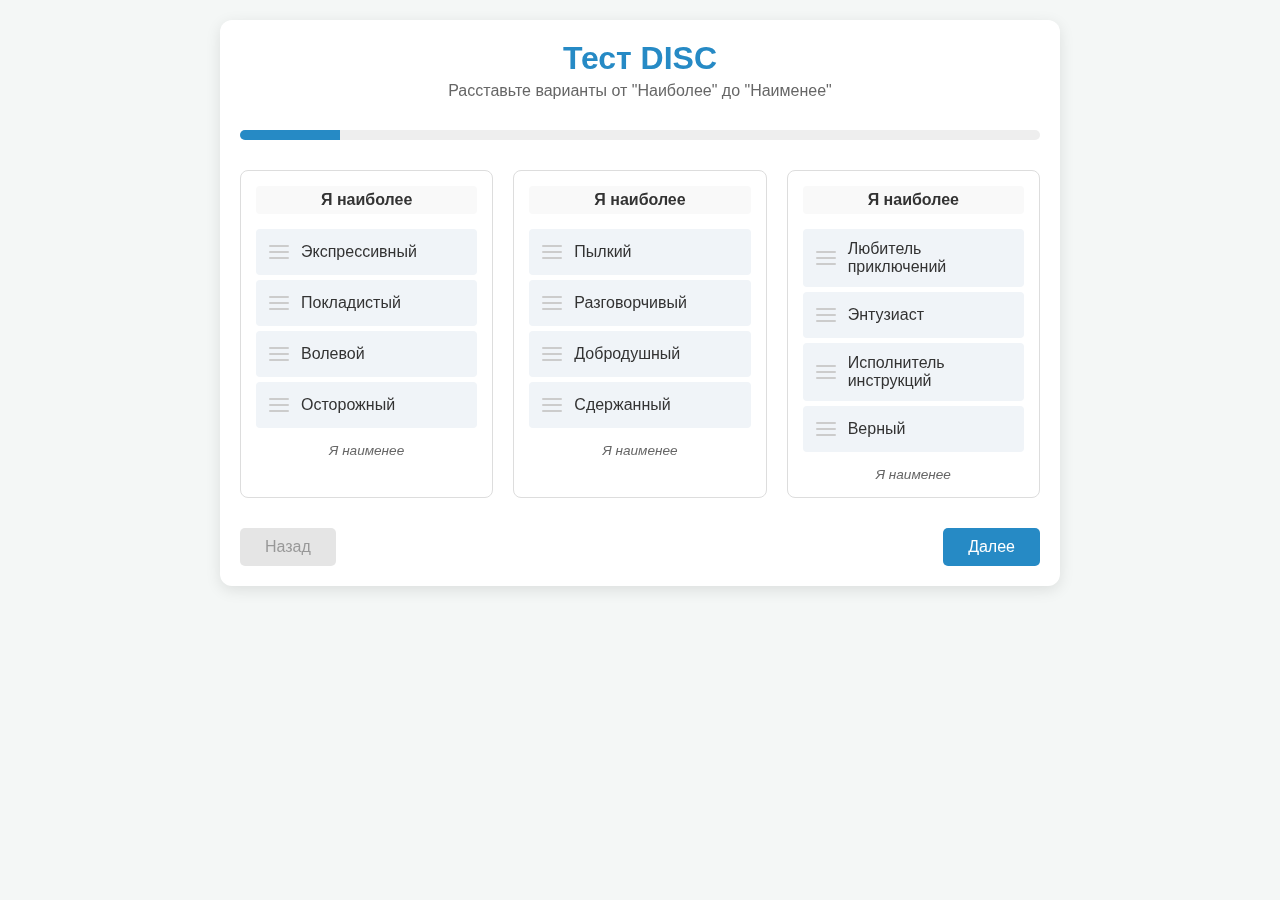 Тест DISC
Расставьте варианты от "Наиболее" до "Наименее"
Я наиболее
Экспрессивный
Покладистый
Волевой
Осторожный
Я наименее
Я наиболее
Пылкий
Разговорчивый
Добродушный
Сдержанный
Я наименее
Я наиболее
Любитель
приключений
Энтузиаст
Исполнитель
инструкций
Верный
Я наименее
Назад
Далее